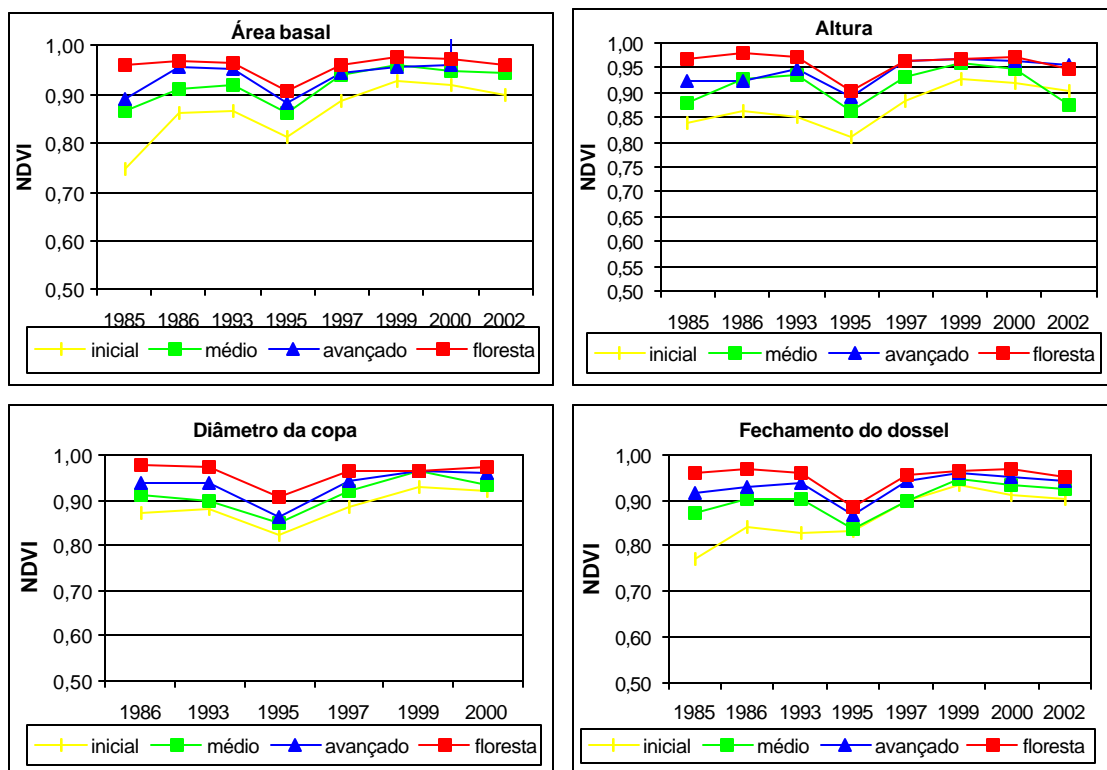 Área basal
NDVI
1,00
0,90
0,80
0,70
0,60
0,50
1985 1986 1993 1995 1997 1999 2000 2002
inicial médio avançado floresta
Altura
NDVI
1,00
0,95
0,90
0,85
0,80
0,75
0,70
0,65
0,60
0,55
0,50
1985 1986 1993 1995 1997 1999 2000 2002
inicial médio avançado floresta
Diâmetro da copa
NDVI
1,00
0,90
0,80
0,70
0,60
0,50
1986 1993 1995 1997 1999 2000
inicial médio avançado floresta
Fechamento do dossel
NDVI
1,00
0,90
0,80
0,70
0,60
0,50
1985 1986 1993 1995 1997 1999 2000 2002
inicial médio avançado floresta